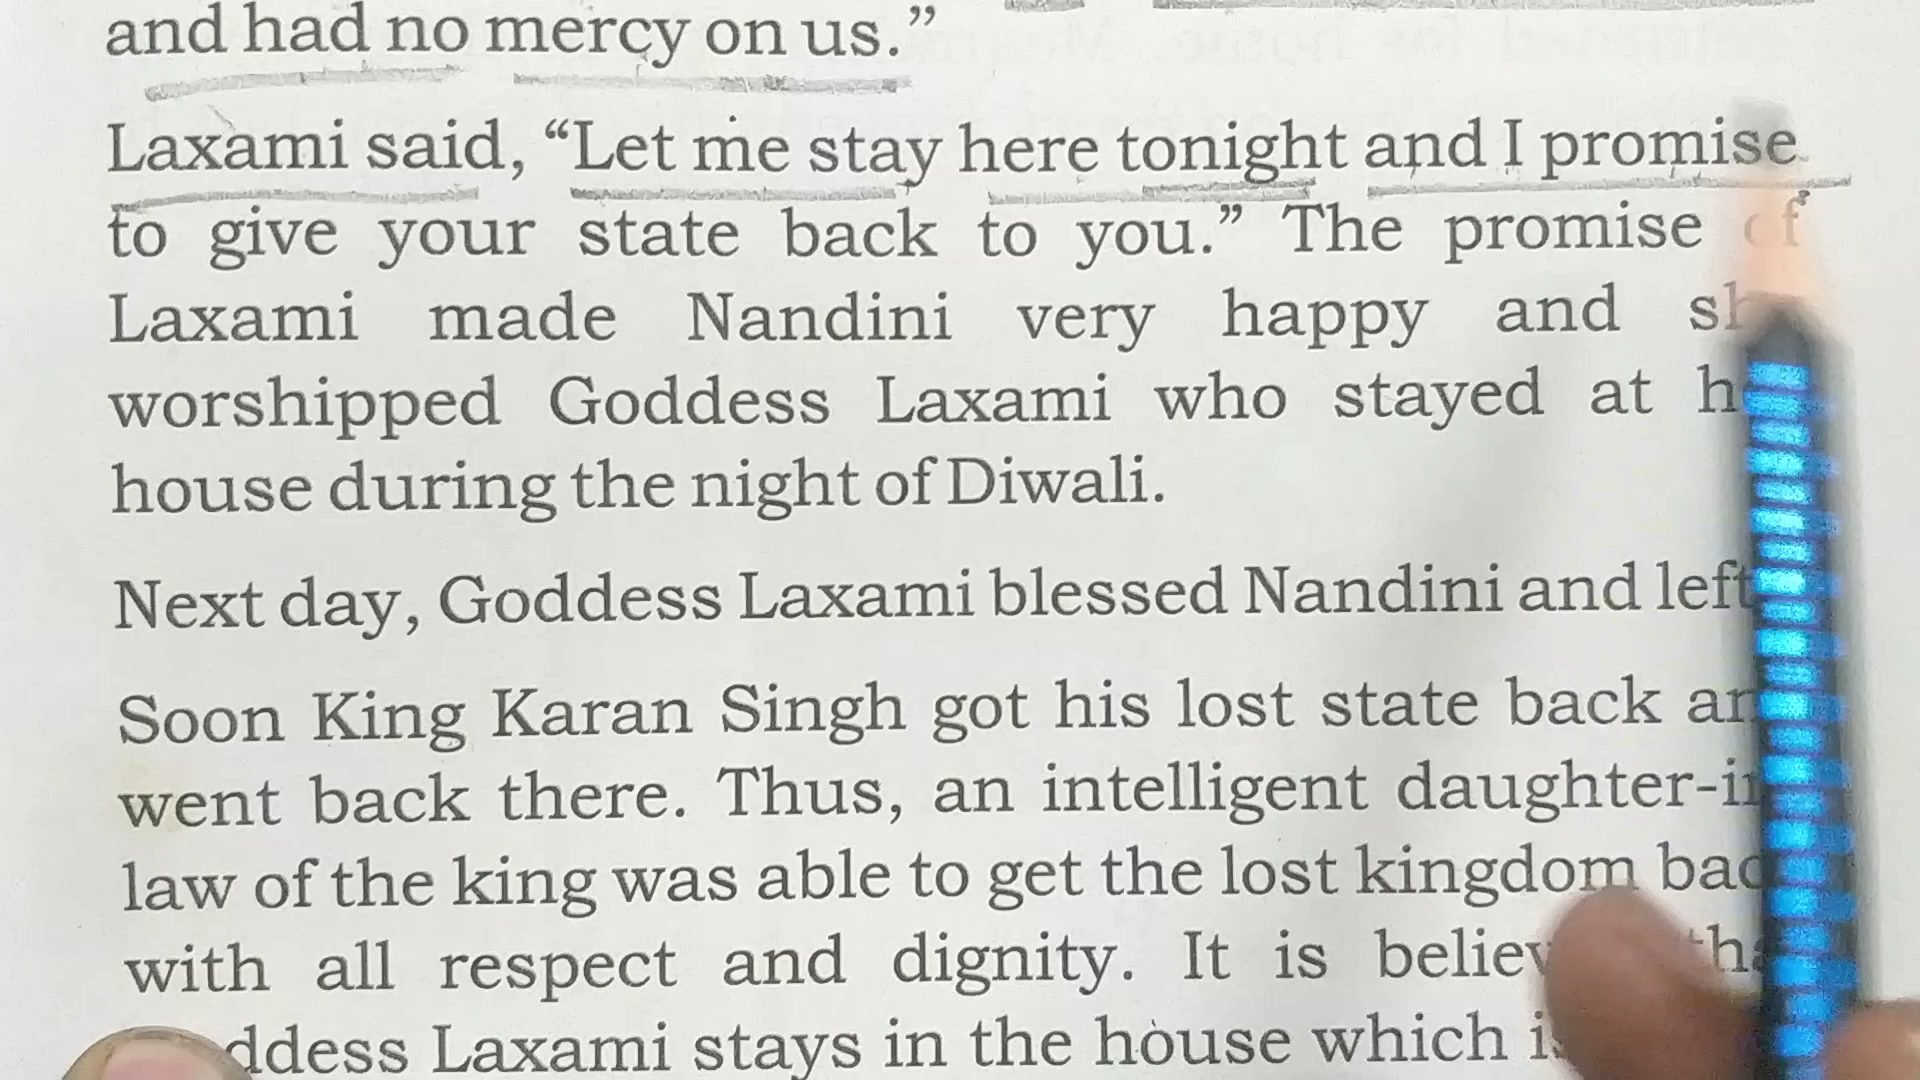 and had no mercy on us.”
Laxami said, “Let me stay here tonight and I promise
to give your state back to you.” The promise of
Laxami made Nandini very happy and
worshipped Goddess Laxami who stayed at
house during the night of Diwali.
Next day, Goddess Laxami blessed Nandini and left
Soon King Karan Singh got his lost state back
went back there. Thus, an intelligent
law of the king was able to get the lost kingdom
with all respect and dignity. It is
Laxami stays in the house which